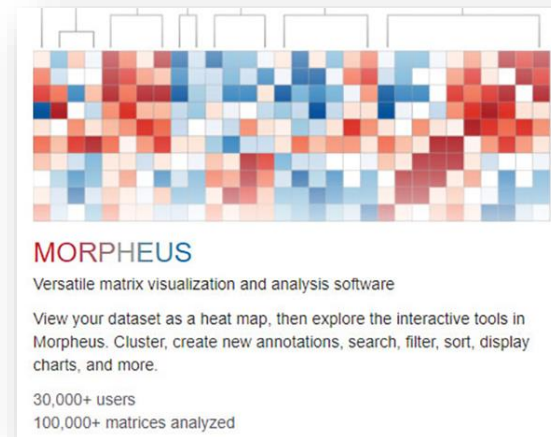 MORPHEUS
Versatile matrix visualization and analysis software
View your dataset as a heat map, then explore the interactive tools in
Morpheus. Cluster, create new annotations, search, filter, sort, display
charts, and more.
30,000+ users
100,000+ matrices analyzed